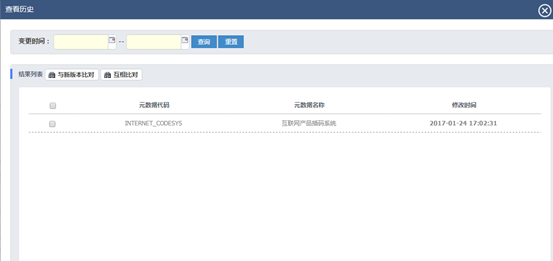 查看历史
变更时间： -- 查询 重置
结果列表 与新版本比对 互相比对
元数据代码 元数据名称 修改时间
INTERNET_CODESYS 互联网产品插码系统 2017-01-24 17:02:31